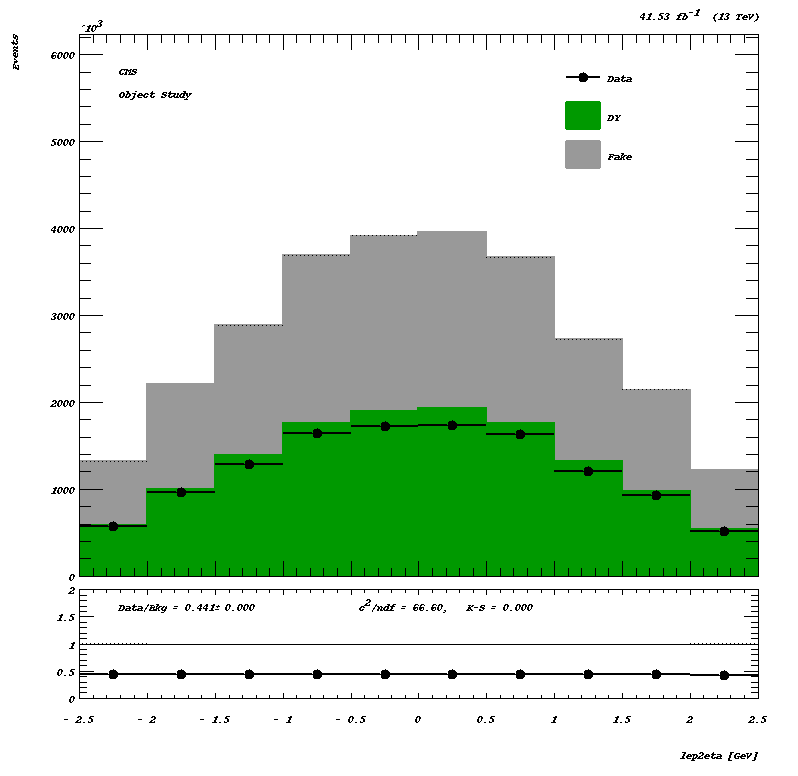 41.53 fb-1 (13 TeV)
´103
Events
CMS
Object Study
Data
DY
Fake
6000
5000
4000
3000
2000
1000
0
Data/Bkg = 0.441± 0.000 c2/ndf = 66.60, K-S = 0.000
2
1.5
1
0.5
0
- 2.5 - 2 - 1.5 - 1 - 0.5 0 0.5 1 1.5 2 2.5
lep2eta [GeV]